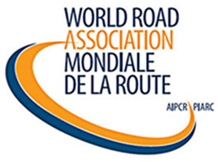 WORLD ROAD
ASSOCIATION
MONDIALE
DE LA ROUTE
AIPCR PIARC